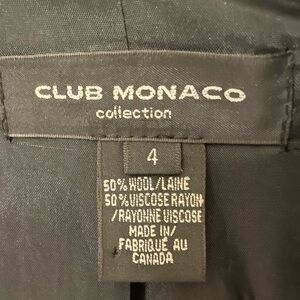 CLUB MONACO
collection
4
50% WOOL/LAINE
50% VISCOSE RAYON
/RAYONNE VISCOSE
MADE IN/
FABRIQUÉ AU
CANADA